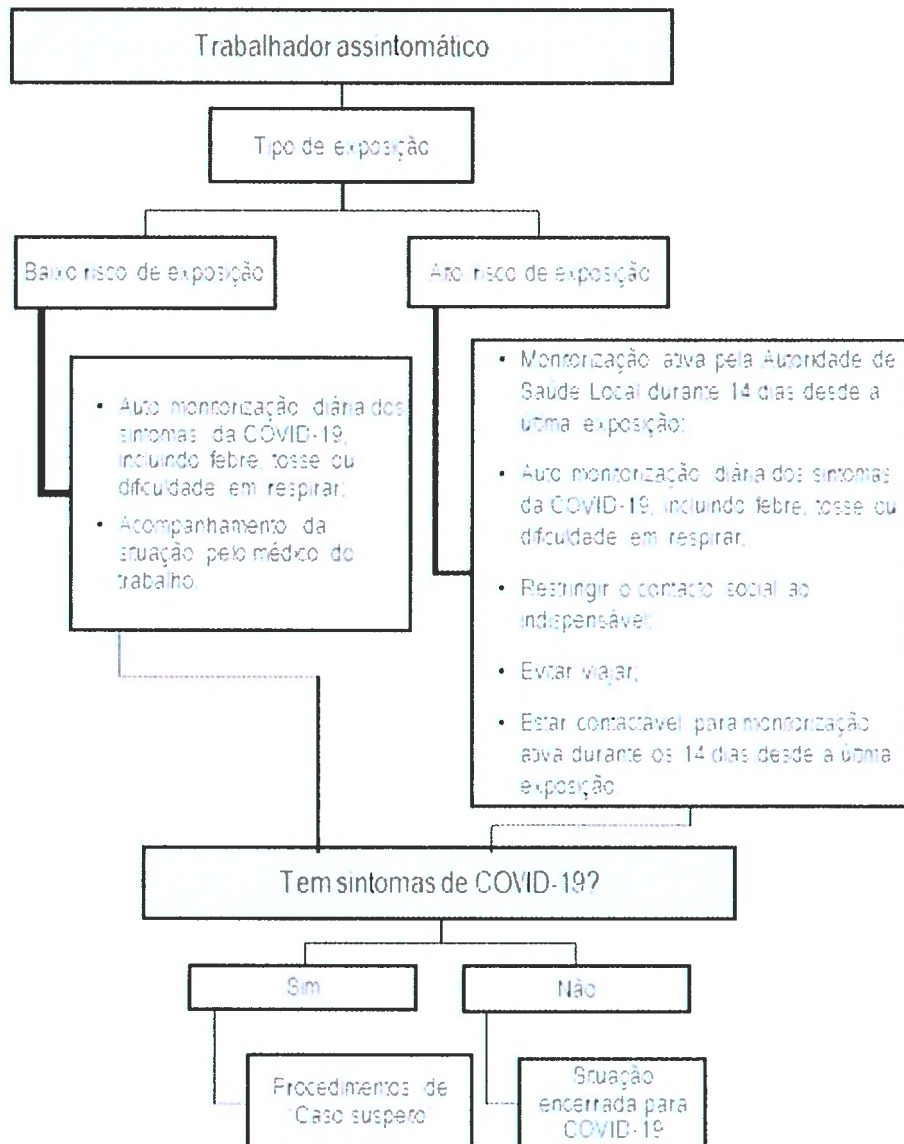 Trabalhador assintomático
Tipo de exposição
Baixo risco de exposição
Alto risco de exposição
• Auto monitorização diária dos
sintomas da COVID-19,
incluindo febre, tosse ou
dificuldade em respirar;
• Acompanhamento da
situação pelo médico do
trabalho.
• Monitorização ativa pela Autoridade de
Saúde Local durante 14 dias desde a
última exposição;
• Auto monitorização diária dos sintomas
da COVID-19, incluindo febre, tosse ou
dificuldade em respirar;
• Restringir o contacto social ao
indispensável;
• Evitar viajar;
• Estar contactável para monitorização
ativa durante os 14 dias desde a última
exposição.
Tem sintomas de COVID-19?
Sim
Não
Procedimentos de
"Caso suspeito"
Situação
encerrada para
COVID-19